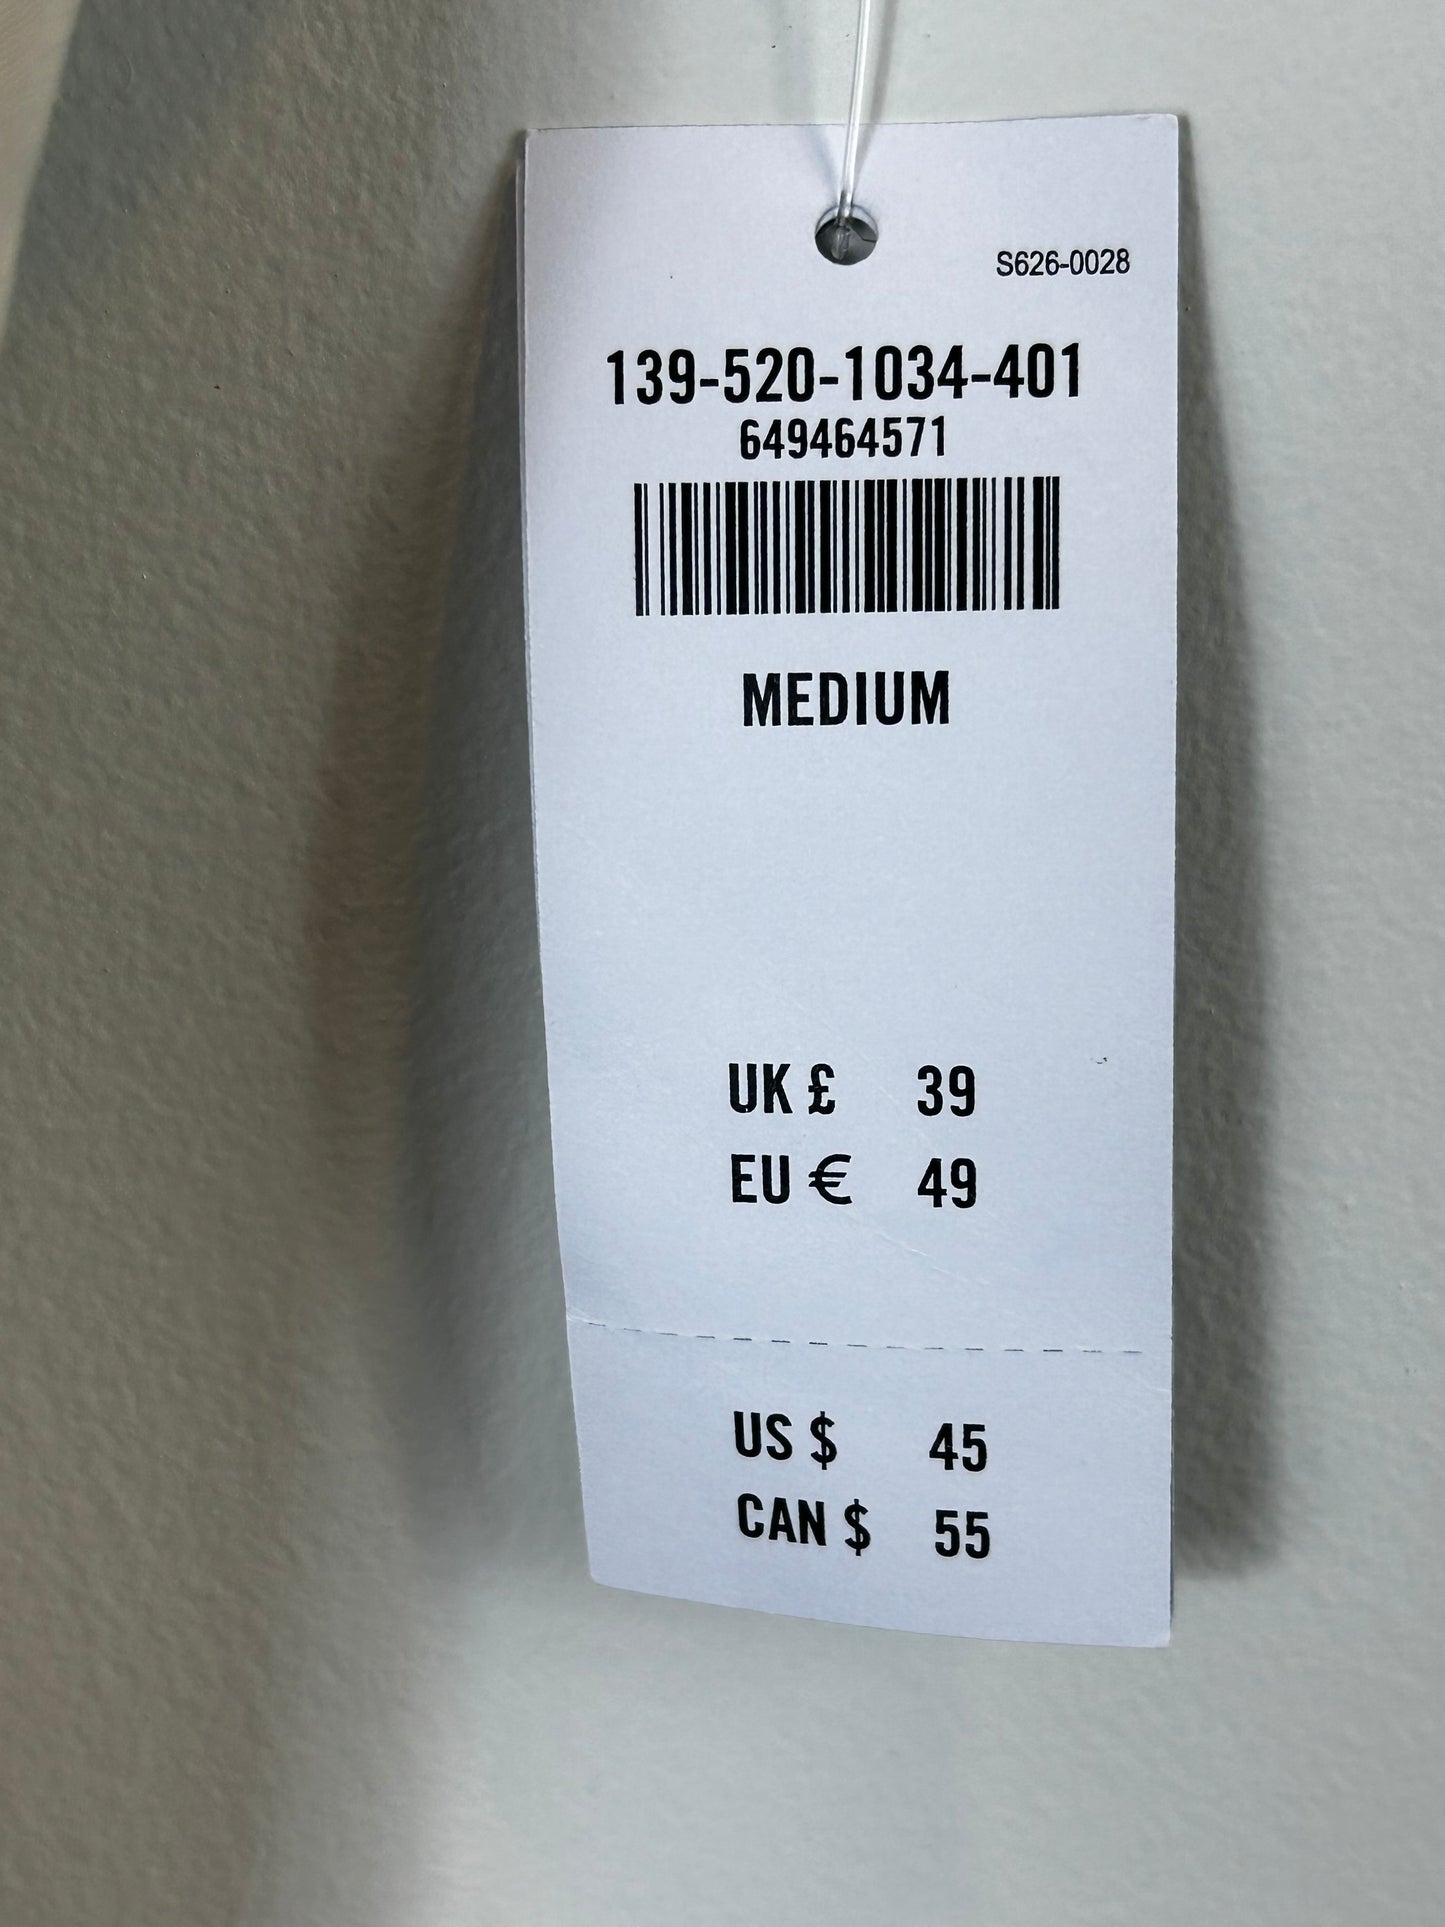 S626-0028
139-520-1034-401
649464571
MEDIUM
UK £ 39
EU € 49
US $ 45
CAN $ 55